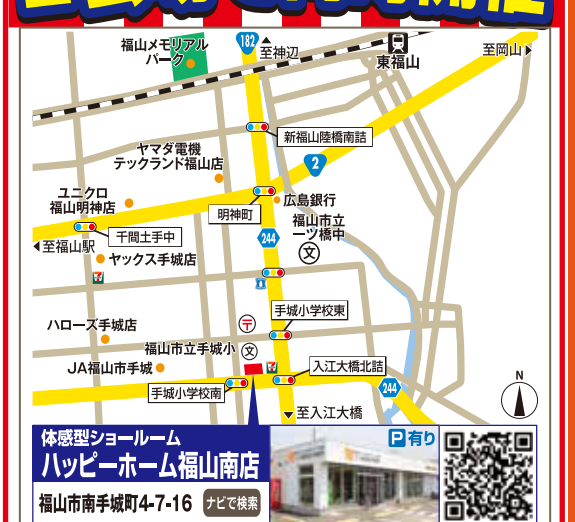 福山メモリアル
パーク
182
至神辺
東福山
至岡山
新福山陸橋南詰
ヤマダ電機
テックランド福山店
2
ユニクロ
福山明神店
広島銀行
明神町
福山市立
一ツ橋中
千間土手中
244
文
至福山駅
ヤックス手城店
7
手城小学校東
ハローズ手城店
〒
福山市立手城小
文
7
入江大橋北詰
JA福山市手城
手城小学校南
244
N
至入江大橋
体感型ショールーム
P有り
ハッピーホーム福山南店
福山市南手城町4-7-16
ナビで検索